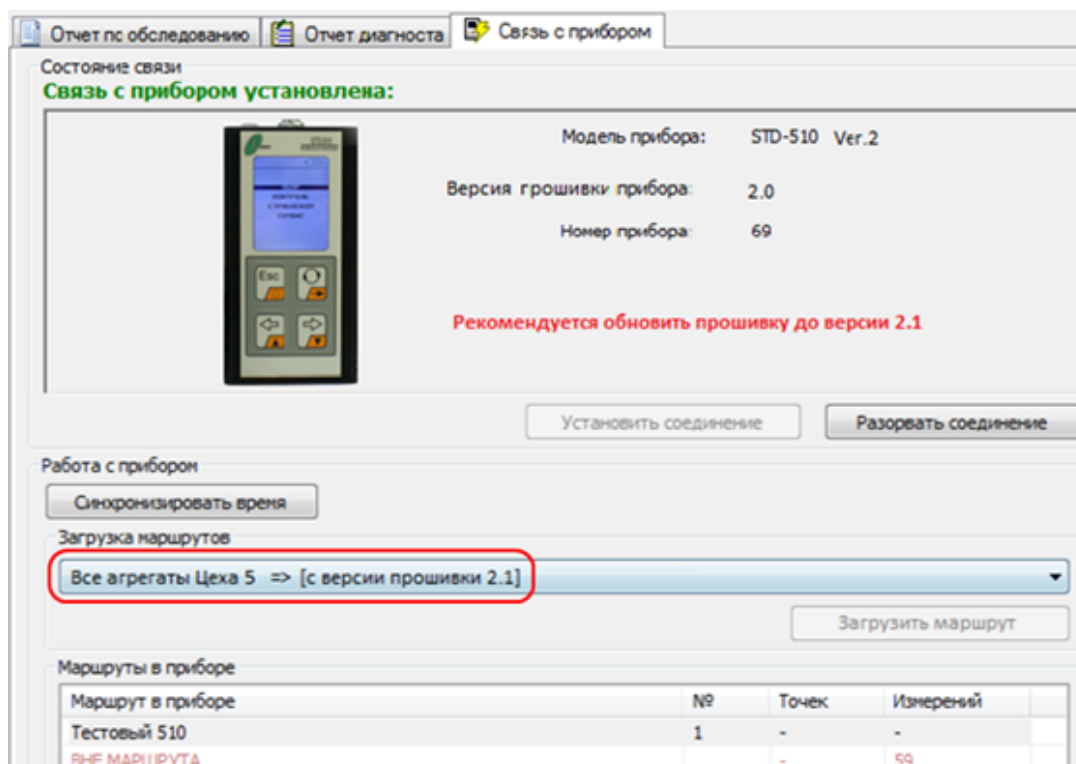 Отчет по обследованию Отчет диагноста Связь с прибором
Состояние связи
Связь с прибором установлена:
Модель прибора: STD-510 Ver.2
Версия грошивки прибора: 2.0
Номер прибора: 69
Esc
Рекомендуется обновить прошивку до версии 2.1
Установить соединение Разорвать соединение
Работа с прибором
Синхронизировать время
Загрузка маршрутов
Все агрегаты Цеха 5 => [с версии прошивки 2.1]
Загрузить маршрут
Маршруты в приборе
Маршрут в приборе № Точек Измерений
Тестовый 510 1 - -
ВНЕ МАРШРУТА - 59